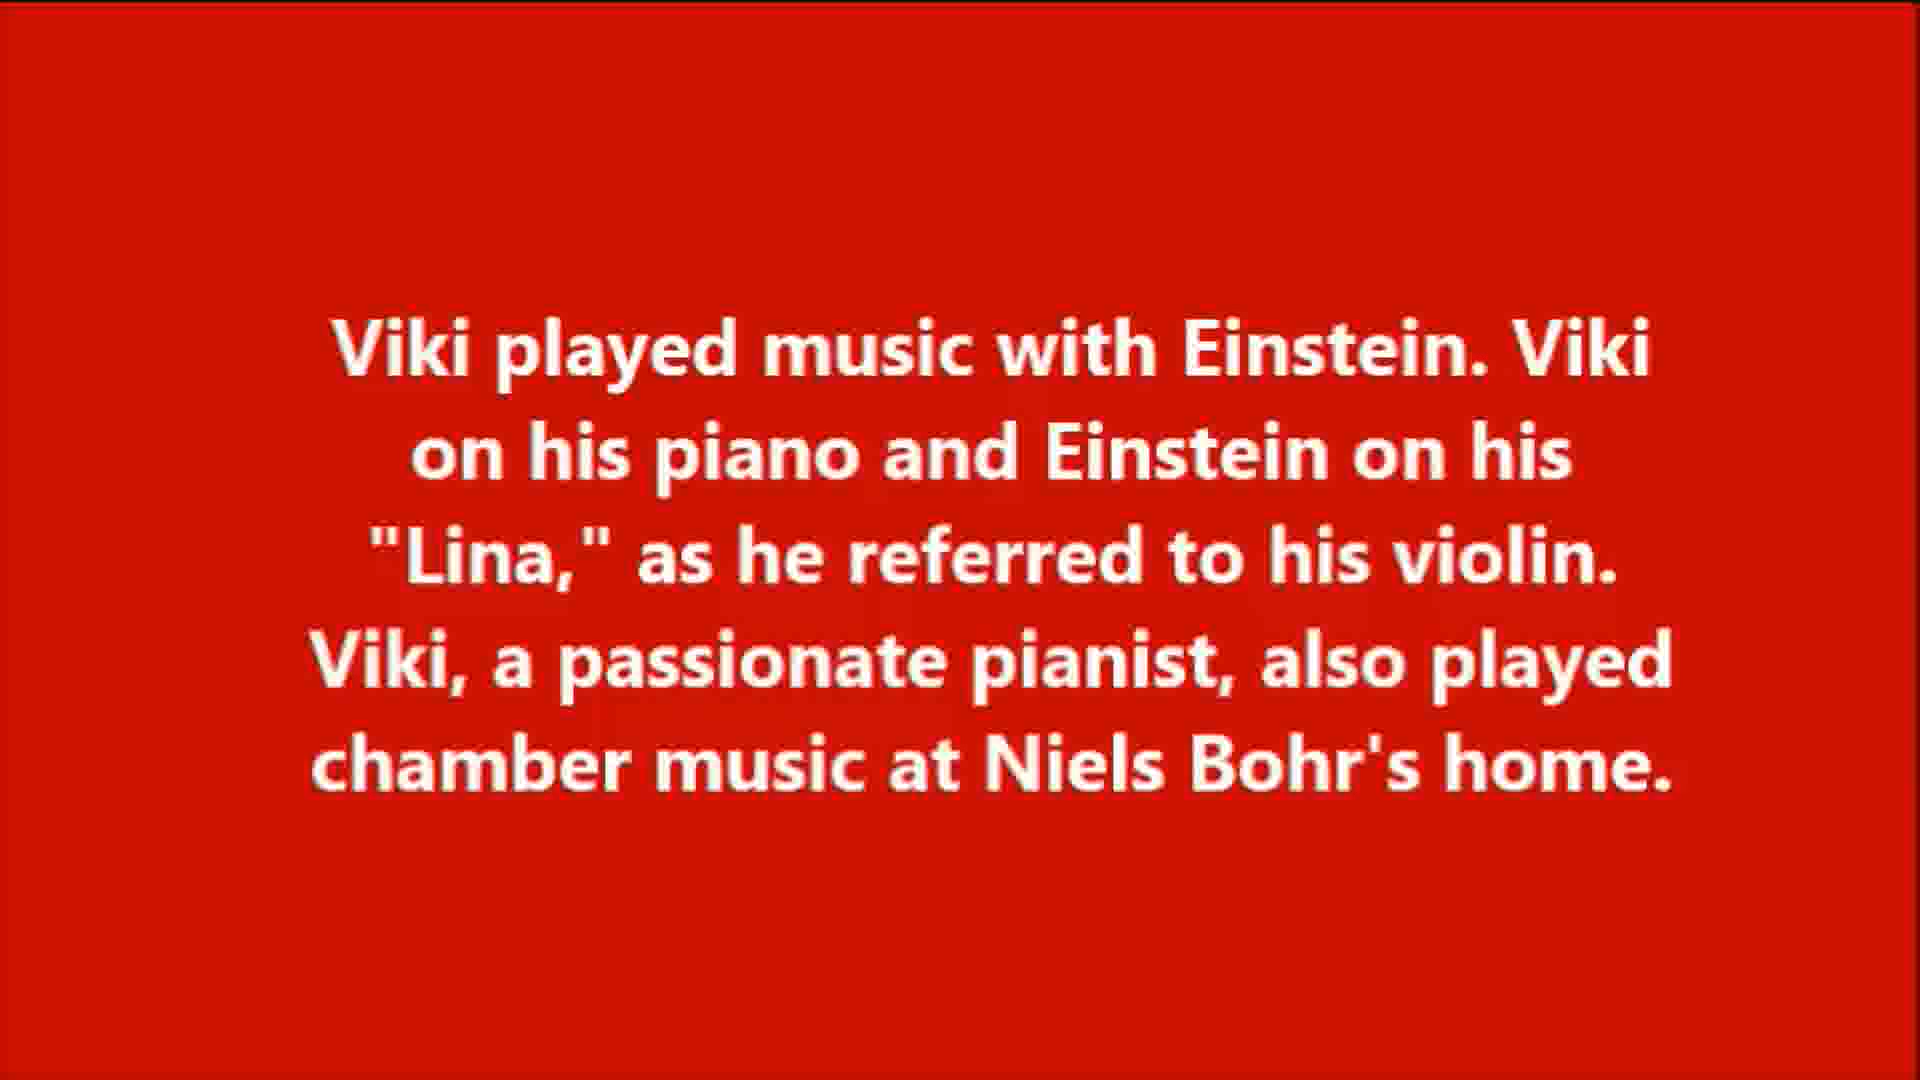 Viki played music with Einstein. Viki
on his piano and Einstein on his
"Lina," as he referred to his violin.
Viki, a passionate pianist, also played
chamber music at Niels Bohr's home.